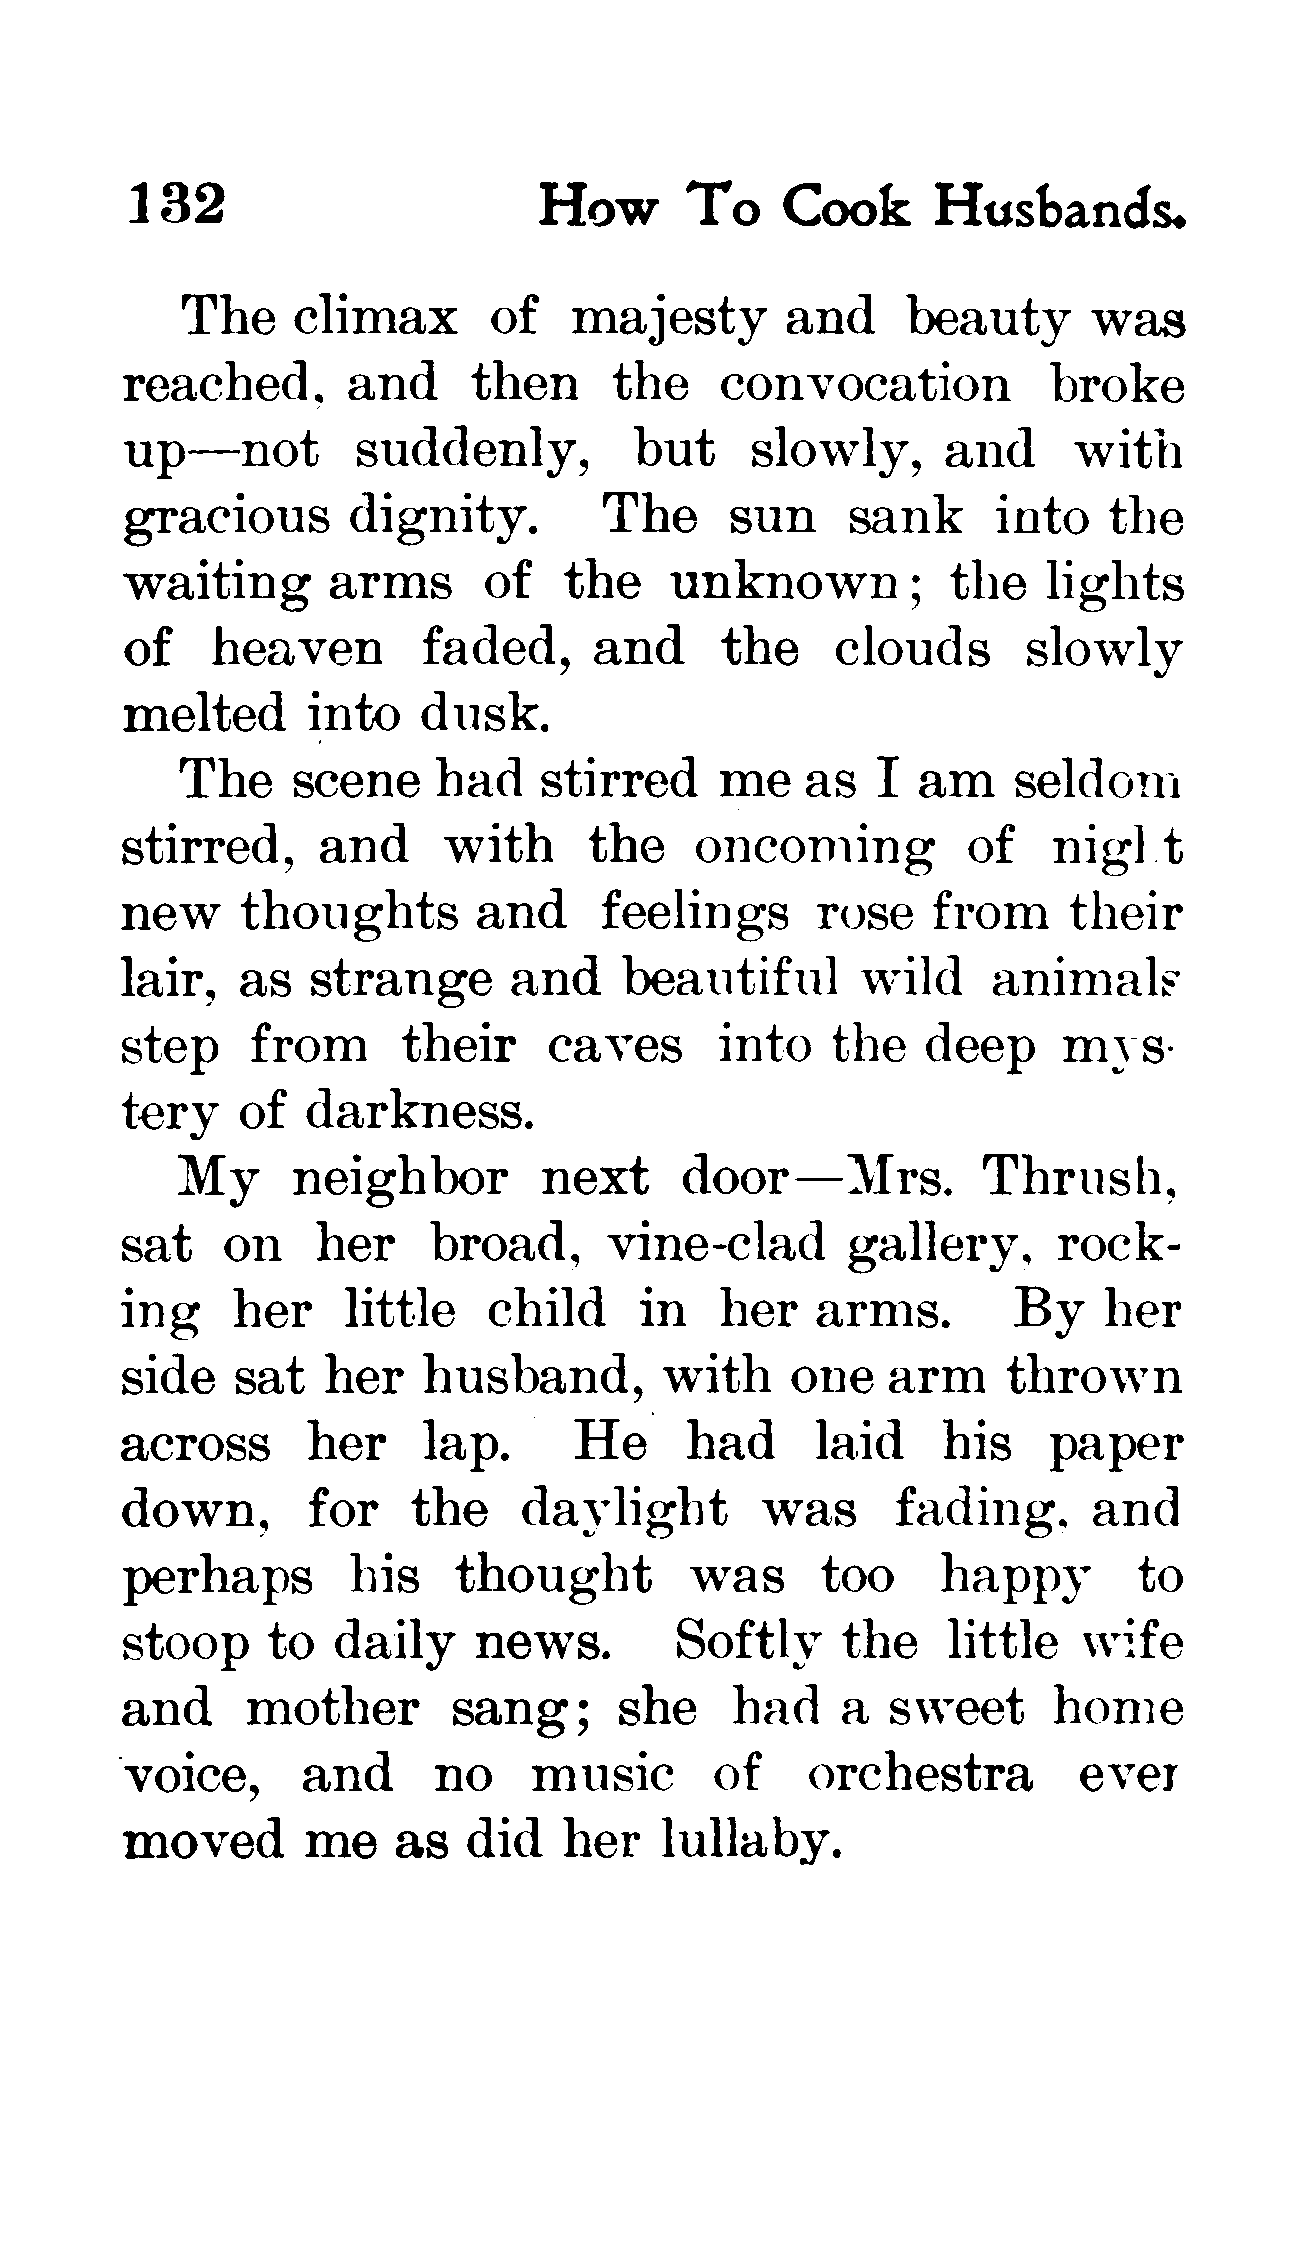 132 How To Cook Husbands.
The climax of majesty and beauty was
reached, and then the convocation broke
up—not suddenly, but slowly, and with
gracious dignity. The sun sank into the
waiting arms of the unknown; the lights
of heaven faded, and the clouds slowly
melted into dusk.
The scene had stirred me as I am seldom
stirred, and with the oncoming of night
new thoughts and feelings rose from their
lair, as strange and beautiful wild animals
step from their caves into the deep mys-
tery of darkness.
My neighbor next door—Mrs. Thrush,
sat on her broad, vine-clad gallery, rock-
ing her little child in her arms. By her
side sat her husband, with one arm thrown
across her lap. He had laid his paper
down, for the daylight was fading, and
perhaps his thought was too happy to
stoop to daily news. Softly the little wife
and mother sang; she had a sweet home
voice, and no music of orchestra ever
moved me as did her lullaby.